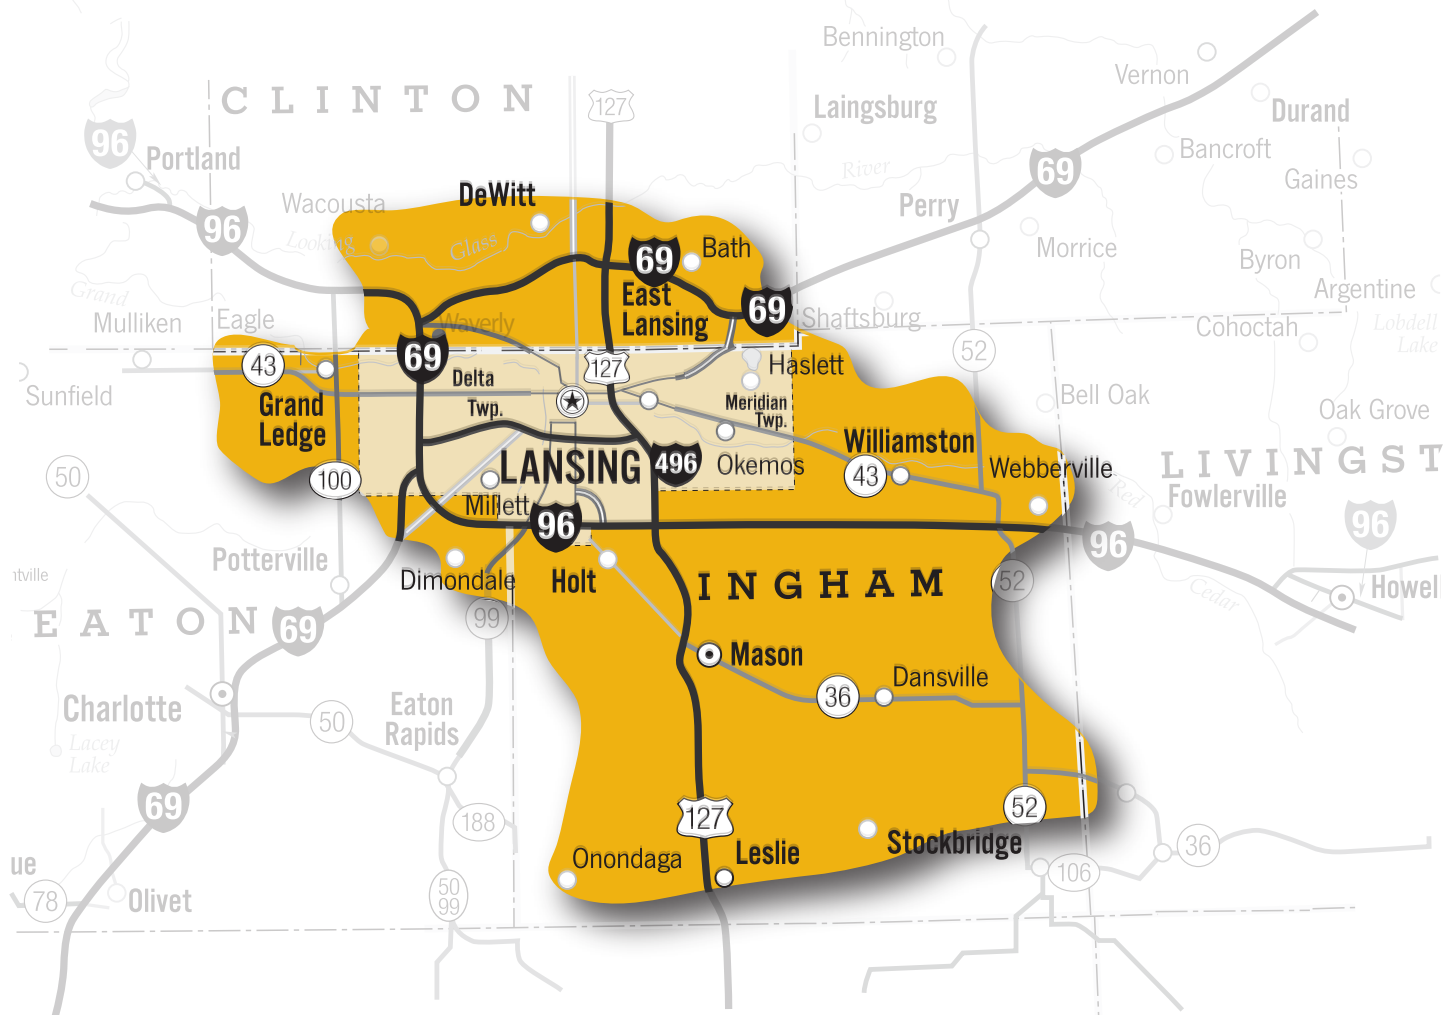 Bennington
Vernon
CLINTON
127
Laingsburg
Durand
96
Portland
Bancroft
River
69
Gaines
Wacousta
DeWitt
Perry
96
Looking
Glass
Bath
Morrice
69
Byron
Grand
East
Lansing
69
Argentine
Mulliken
Eagle
Waverly
Shaftsburg
Cohoctah
Lobdell
Lake
43
69
127
52
Haslett
Delta
Twp.
Sunfield
Grand
Ledge
Meridian
Twp.
Bell Oak
Oak Grove
Williamston
LANSING
496
Okemos
43
Webberville
LIVINGST
50
100
Millett
Red
Fowlerville
96
96
96
Potterville
ntville
Dimondale
Holt
INGHAM
52
Cedar
Howell
EATON
69
99
Mason
Dansville
36
Charlotte
50
Eaton
Rapids
Lacey
Lake
69
127
52
188
Stockbridge
36
Onondaga
Leslie
ue
106
78
Olivet
50
99